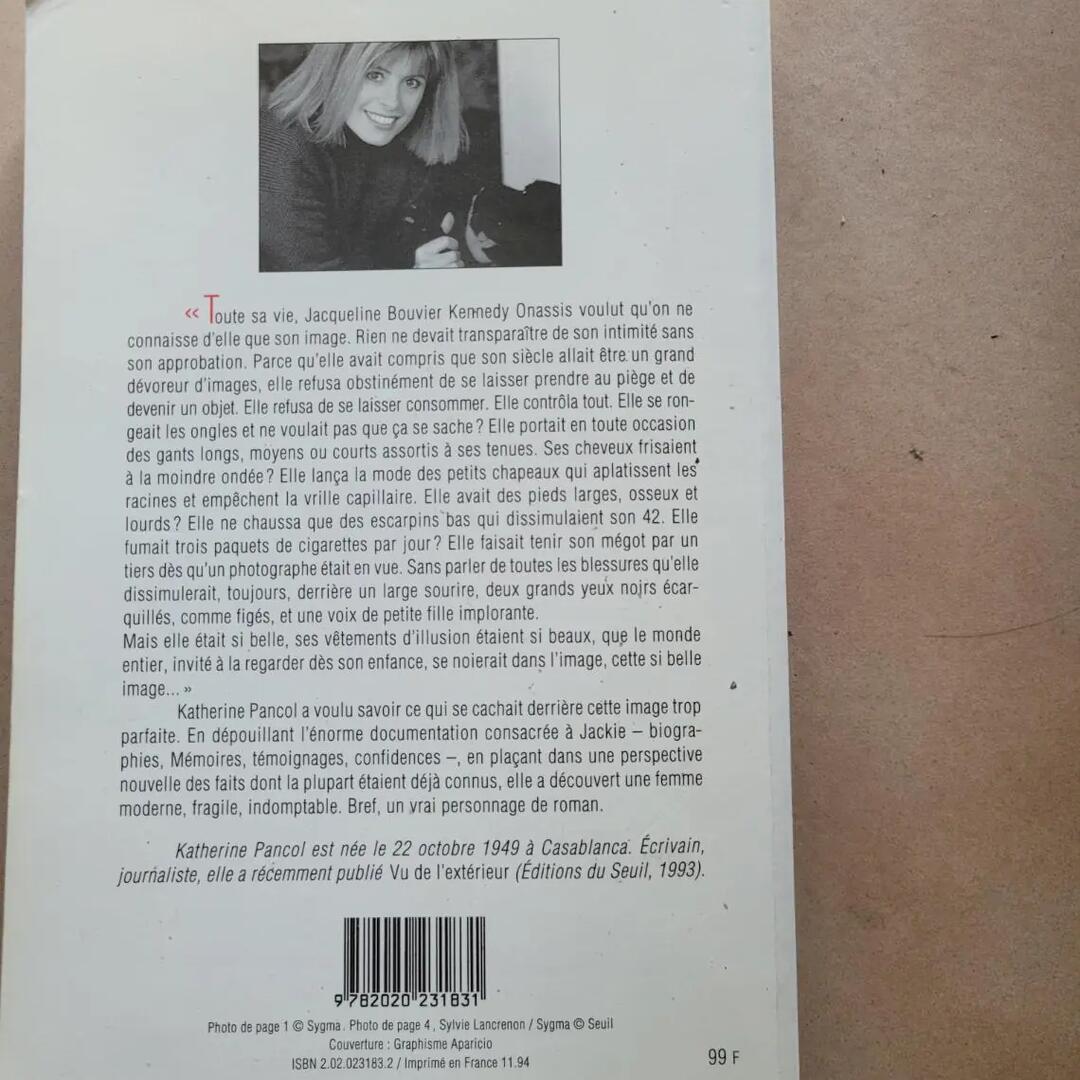 « Toute sa vie, Jacqueline Bouvier Kennedy Onassis voulut qu'on ne
connaisse d'elle que son image. Rien ne devait transparaître de son intimité sans
son approbation. Parce qu'elle avait compris que son siècle allait être un grand
dévoreur d'images, elle refusa obstinément de se laisser prendre au piège et de
devenir un objet. Elle refusa de se laisser consommer. Elle contrôla tout. Elle se ron-
geait les ongles et ne voulait pas que ça se sache ? Elle portait en toute occasion
des gants longs, moyens ou courts assortis à ses tenues. Ses cheveux frisaient
à la moindre ondée ? Elle lança la mode des petits chapeaux qui aplatissent les
racines et empêchent la vrille capillaire. Elle avait des pieds larges, osseux et
lourds ? Elle ne chaussa que des escarpins bas qui dissimulaient son 42. Elle
fumait trois paquets de cigarettes par jour ? Elle faisait tenir son mégot par un
tiers dès qu'un photographe était en vue. Sans parler de toutes les blessures qu'elle
dissimulerait, toujours, derrière un large sourire, deux grands yeux noirs écar-
quillés, comme figés, et une voix de petite fille implorante.
Mais elle était si belle, ses vêtements d'illusion étaient si beaux, que le monde
entier, invité à la regarder dès son enfance, se noierait dans l'image, cette si belle
image... »
Katherine Pancol a voulu savoir ce qui se cachait derrière cette image trop
parfaite. En dépouillant l'énorme documentation consacrée à Jackie – biogra-
phies, Mémoires, témoignages, confidences –, en plaçant dans une perspective
nouvelle des faits dont la plupart étaient déjà connus, elle a découvert une femme
moderne, fragile, indomptable. Bref, un vrai personnage de roman.
Katherine Pancol est née le 22 octobre 1949 à Casablanca. Écrivain,
journaliste, elle a récemment publié Vu de l'extérieur (Éditions du Seuil, 1993).
9 782020 231831
Photo de page 1 © Sygma. Photo de page 4, Sylvie Lancrenon / Sygma © Seuil
Couverture : Graphisme Aparicio
ISBN 2.02.023183.2 / Imprimé en France 11.94
99 F